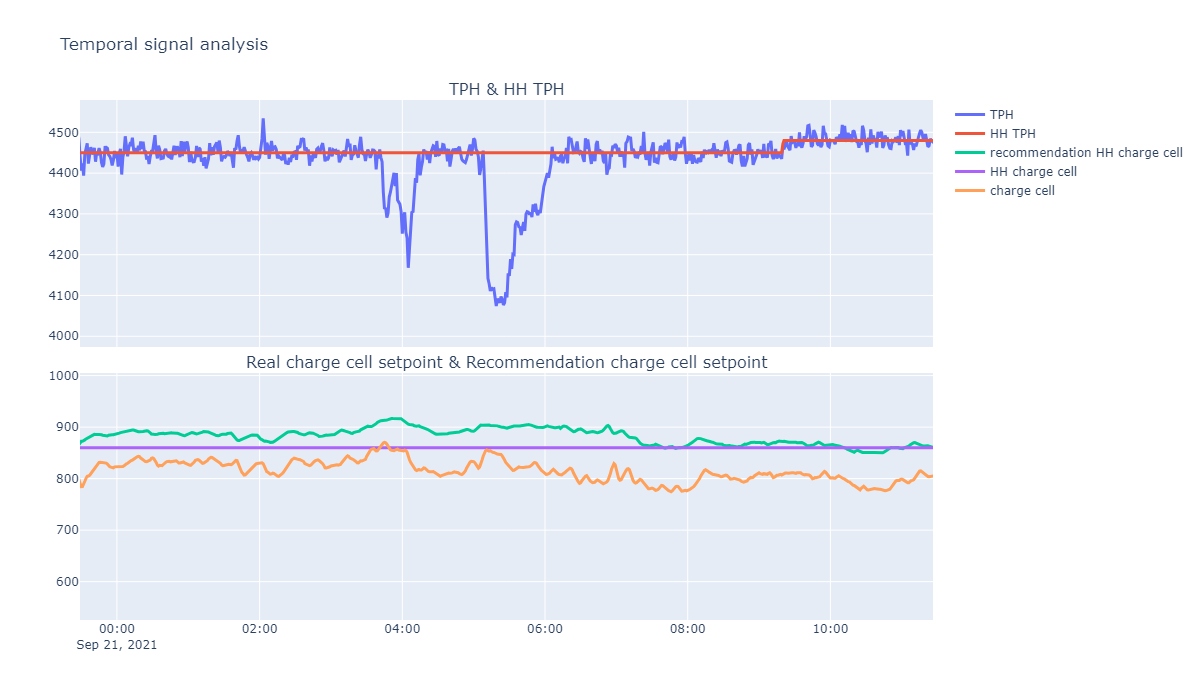 Temporal signal analysis
TPH & HH TPH
4500
4400
4300
4200
4100
4000
TPH
HH TPH
recommendation HH charge cell
HH charge cell
charge cell
Real charge cell setpoint & Recommendation charge cell setpoint
1000
900
800
700
600
00:00
02:00
04:00
06:00
08:00
10:00
Sep 21, 2021